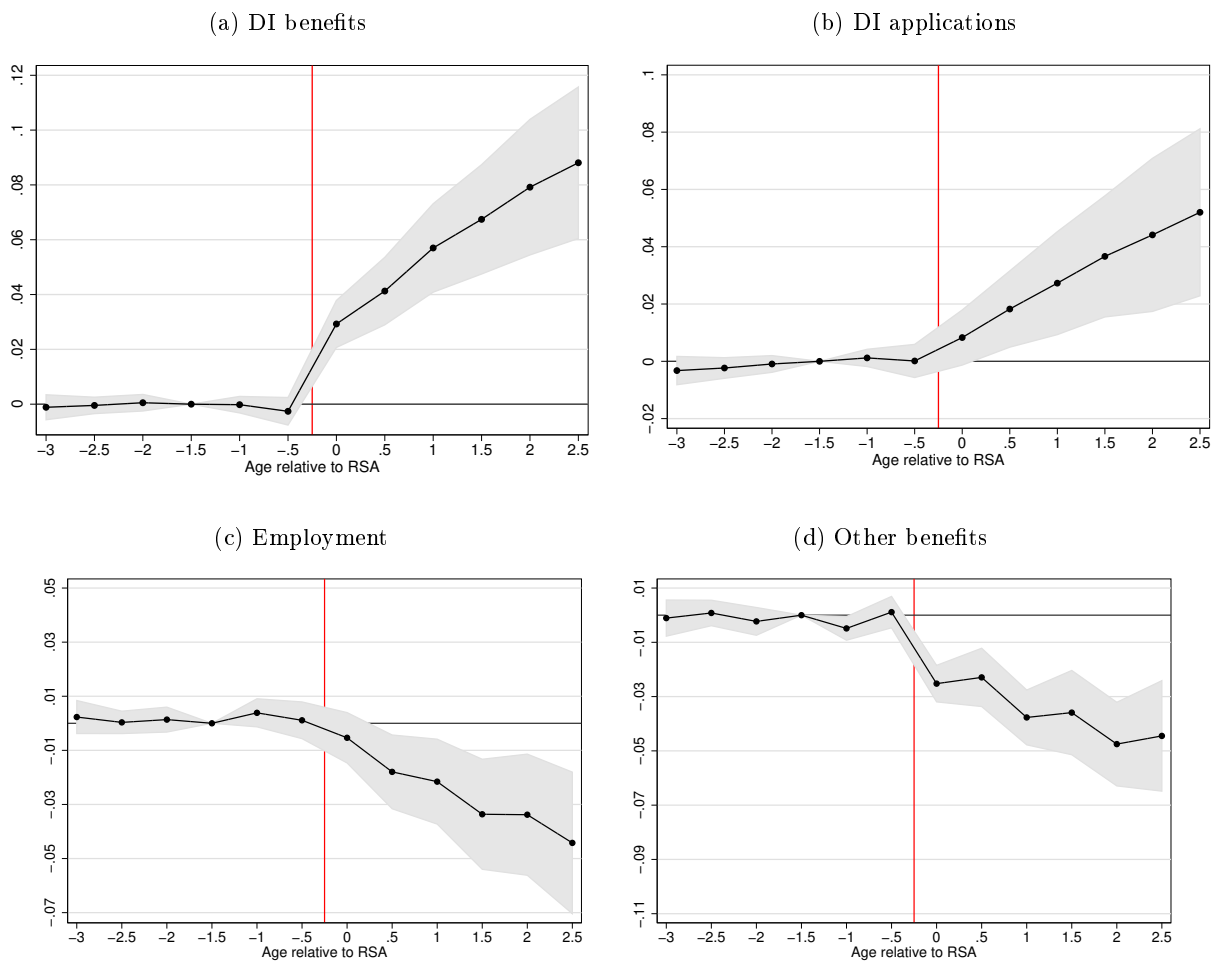 (a) DI benefits
.12
.1
.08
.06
.04
.02
0
−3 −2.5 −2 −1.5 −1 −.5 0 .5 1 1.5 2 2.5
Age relative to RSA
(b) DI applications
.1
.08
.06
.04
.02
0
−.02
−3 −2.5 −2 −1.5 −1 −.5 0 .5 1 1.5 2 2.5
Age relative to RSA
(c) Employment
.05
.03
.01
−.01
−.03
−.05
−.07
−3 −2.5 −2 −1.5 −1 −.5 0 .5 1 1.5 2 2.5
Age relative to RSA
(d) Other benefits
.01
−.01
−.03
−.05
−.07
−.09
−.11
−3 −2.5 −2 −1.5 −1 −.5 0 .5 1 1.5 2 2.5
Age relative to RSA